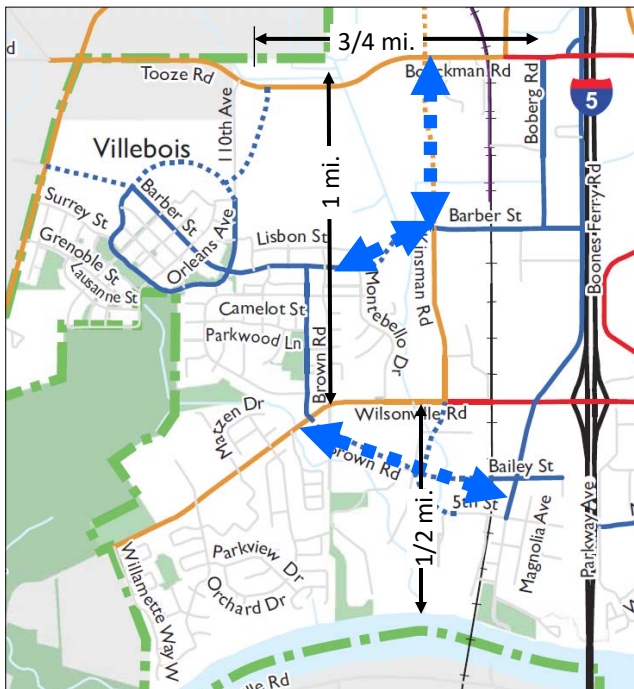 3/4 mi.
Tooze Rd
Boeckman Rd
110th Ave
Boberg Rd
5
Villebois
1 mi.
Boones Ferry Rd
Barber St
Surrey St
Barber St
Orleans Ave
Grenoble St
Lausanne St
Lisbon St
Kinsman Rd
Montebello Dr
Camelot St
Parkwood Ln
Brown Rd
Wilsonville Rd
Matzen Dr
Brown Rd
Bailey St
5th St
1/2 mi.
Magnolia Ave
Parkway Ave
Parkview Dr
Orchard Dr
Willamette Way W
lle Rd